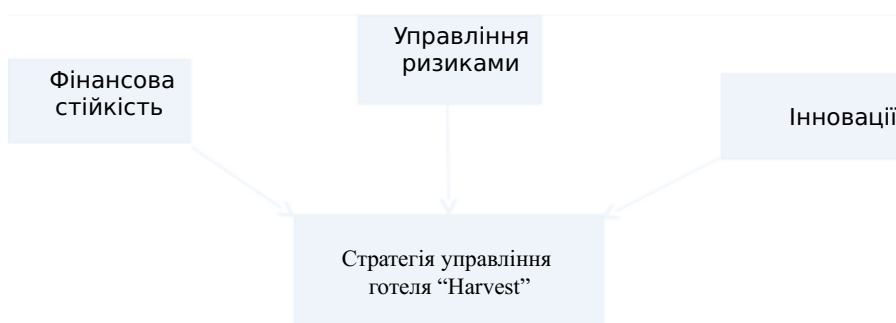 Управління
ризиками
Фінансова
стійкість
Інновації
Стратегія управління
готеля “Harvest”